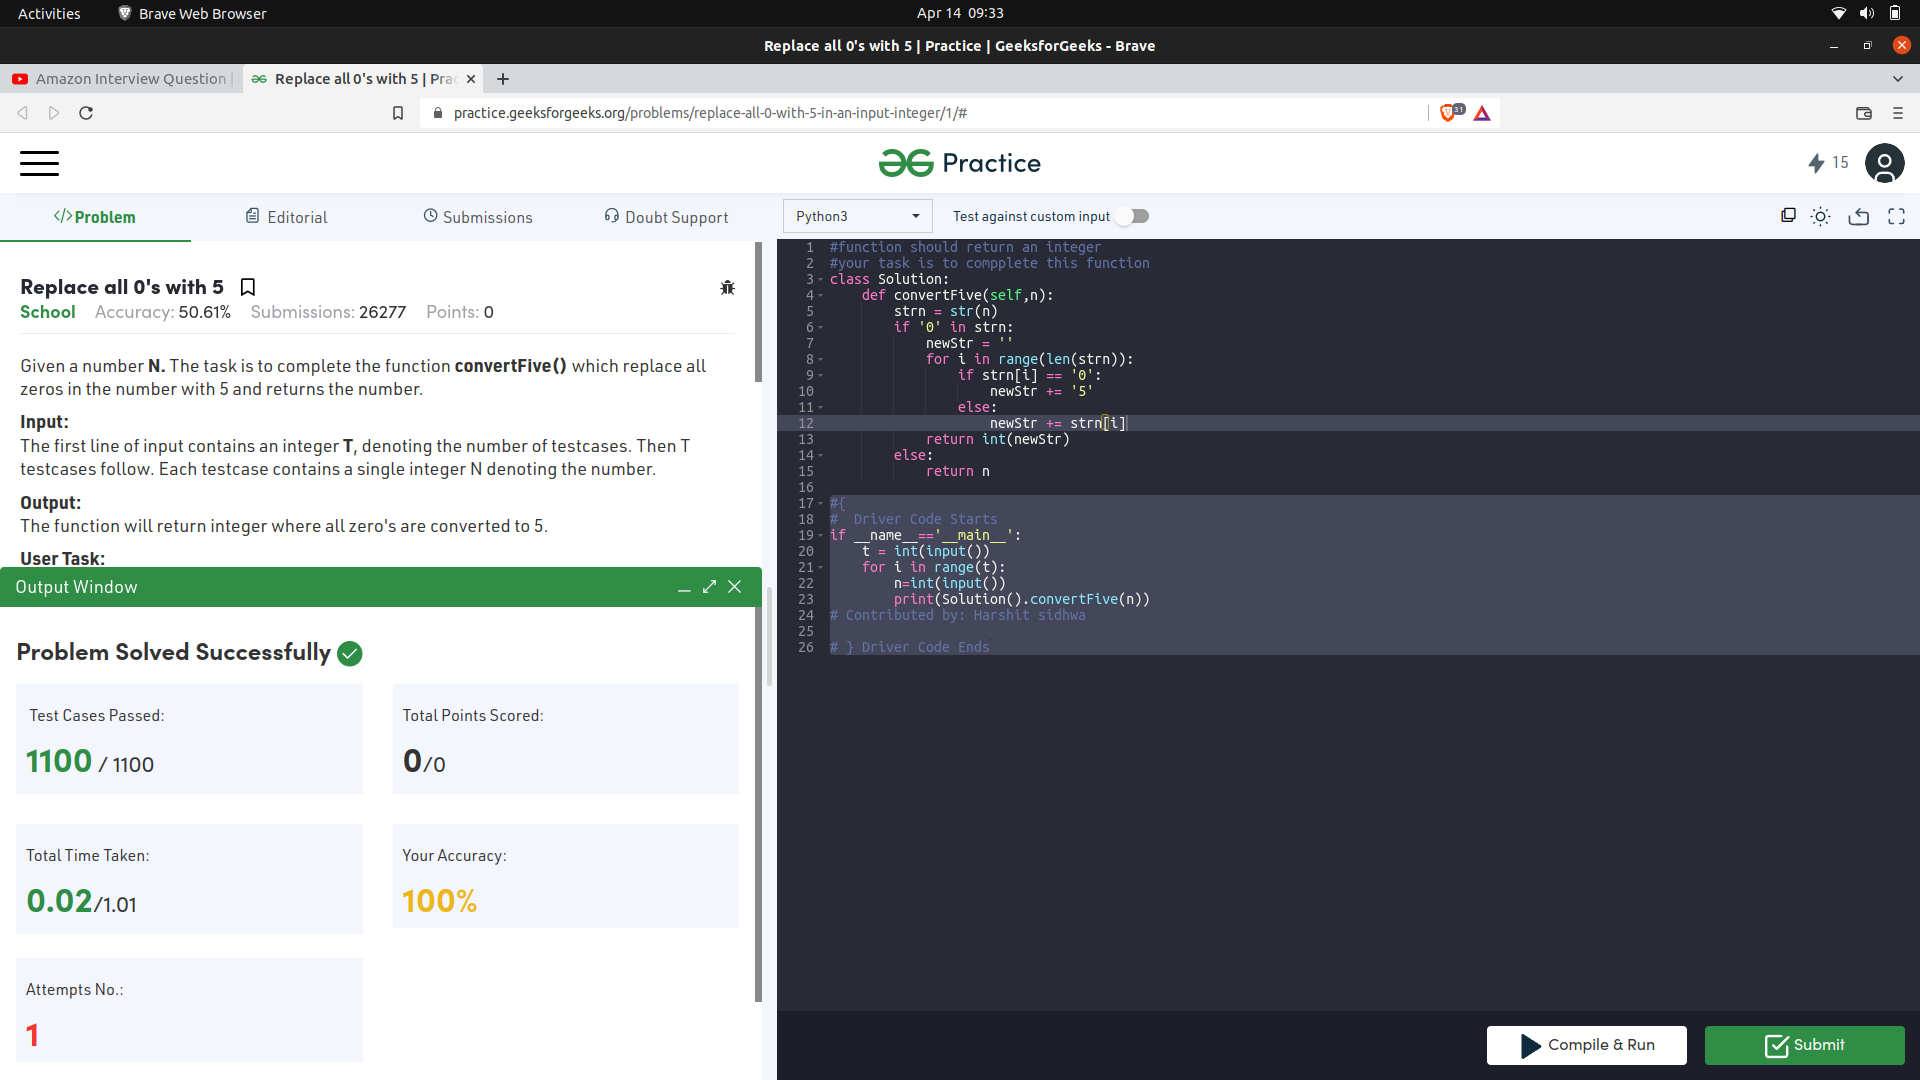 Activities
Brave Web Browser
Apr 14 09:33
Replace all 0's with 5 | Practice | GeeksforGeeks - Brave
Amazon Interview Question |
Replace all 0's with 5 | Prac
practice.geeksforgeeks.org/problems/replace-all-0-with-5-in-an-input-integer/1/#
31
Practice
15
</>Problem
Editorial
Submissions
Doubt Support
Python3
Test against custom input
Replace all 0's with 5
School Accuracy: 50.61% Submissions: 26277 Points: 0
Given a number N. The task is to complete the function convertFive() which replace all
zeros in the number with 5 and returns the number.
Input:
The first line of input contains an integer T, denoting the number of testcases. Then T
testcases follow. Each testcase contains a single integer N denoting the number.
Output:
The function will return integer where all zero's are converted to 5.
User Task:
Output Window
Problem Solved Successfully
Test Cases Passed:
1100 / 1100
Total Points Scored:
0/0
Total Time Taken:
0.02/1.01
Your Accuracy:
100%
Attempts No.:
1
1 #function should return an integer
2 #your task is to compplete this function
3 class Solution:
4     def convertFive(self,n):
5         strn = str(n)
6         if '0' in strn:
7             newStr = ''
8             for i in range(len(strn)):
9                 if strn[i] == '0':
10                     newStr += '5'
11                 else:
12                     newStr += strn[i]
13             return int(newStr)
14         else:
15             return n
16
17 #{
18 #  Driver Code Starts
19 if __name__=='__main__':
20     t = int(input())
21     for i in range(t):
22         n=int(input())
23         print(Solution().convertFive(n))
24 # Contributed by: Harshit sidhwa
25
26 # } Driver Code Ends
Compile & Run
Submit